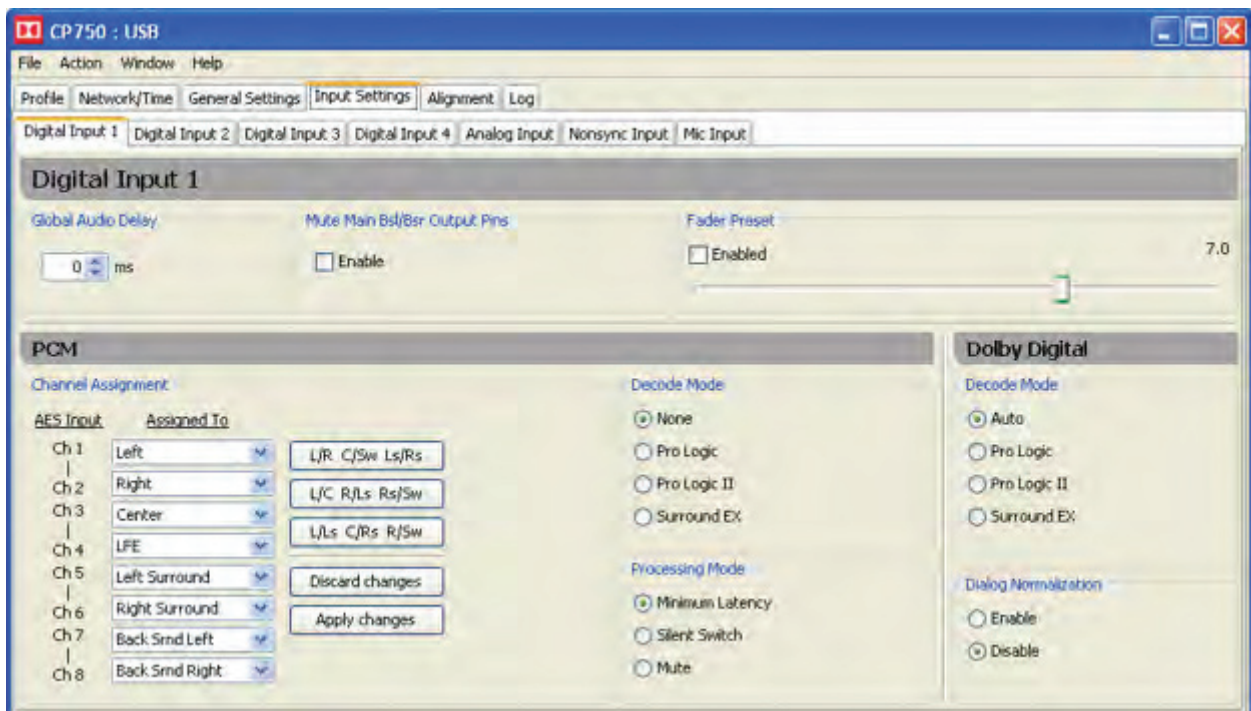 CP750 : USB
File Action Window Help
Profile Network/Time General Settings Input Settings Alignment Log
Digital Input 1 Digital Input 2 Digital Input 3 Digital Input 4 Analog Input Nonsync Input Mic Input
Digital Input 1
Global Audio Delay Mute Main Bsl/Bsr Output Pins Fader Preset
0 ms Enable Enabled 7.0
PCM Dolby Digital
Channel Assignment Decode Mode Decode Mode
AES Input Assigned To None Auto
Ch 1 Left L/R C/Sw Ls/Rs Pro Logic Pro Logic
Ch 2 Right L/C R/Ls Rs/Sw Pro Logic II Pro Logic II
Ch 3 Center L/Ls C/Rs R/Sw Surround EX Surround EX
Ch 4 LFE
Ch 5 Left Surround Discard changes Processing Mode Dialog Normalization
Ch 6 Right Surround Apply changes Minimum Latency Enable
Ch 7 Back Srnd Left Silent Switch Disable
Ch 8 Back Srnd Right Mute